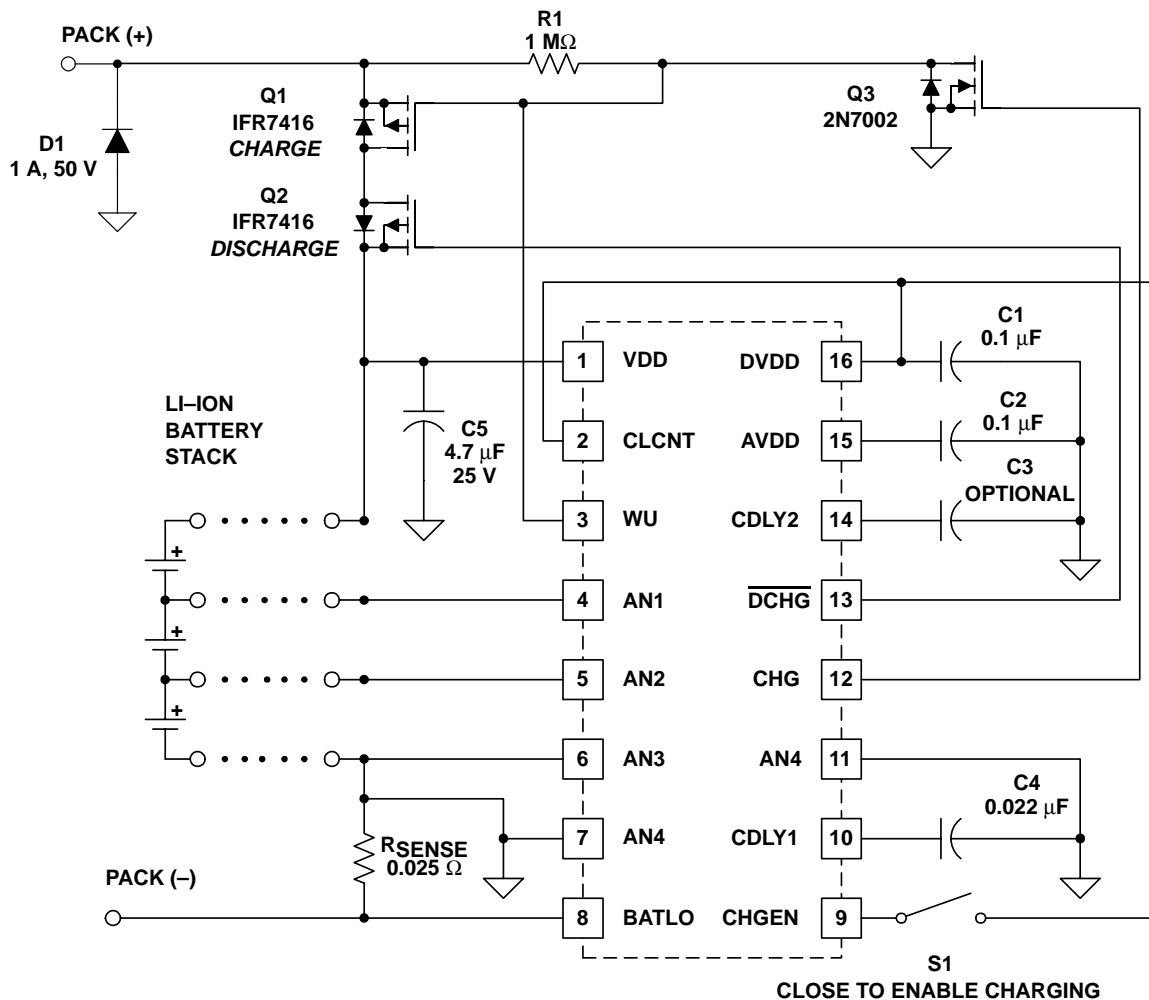 PACK (+)
R1
1 MΩ
Q1
IFR7416
CHARGE
Q3
2N7002
D1
1 A, 50 V
Q2
IFR7416
DISCHARGE
C1
0.1 μF
1 VDD DVDD 16
LI–ION
BATTERY
STACK
C5
4.7 μF
25 V
C2
0.1 μF
2 CLCNT AVDD 15
C3
OPTIONAL
3 WU CDLY2 14
+
4 AN1 DCHG 13
+
5 AN2 CHG 12
+
6 AN3 AN4 11
C4
0.022 μF
RSENSE
0.025 Ω
7 AN4 CDLY1 10
PACK (–)
8 BATLO CHGEN 9
S1
CLOSE TO ENABLE CHARGING